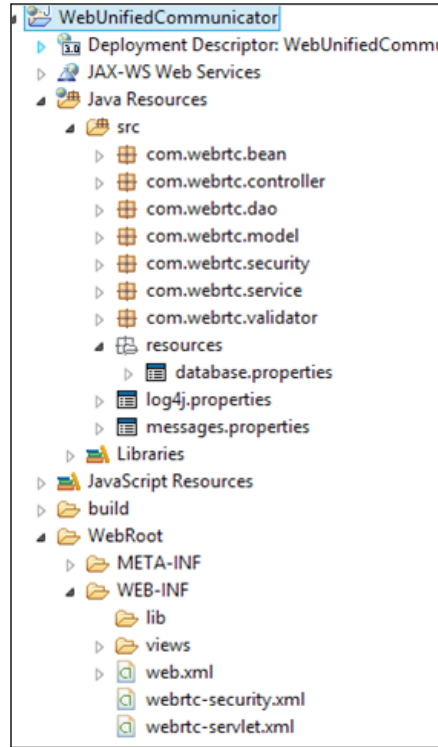 WebUnifiedCommunicator
3.0 Deployment Descriptor: WebUnifiedCommu
JAX-WS Web Services
Java Resources
src
com.webrtc.bean
com.webrtc.controller
com.webrtc.dao
com.webrtc.model
com.webrtc.security
com.webrtc.service
com.webrtc.validator
resources
database.properties
log4j.properties
messages.properties
Libraries
JavaScript Resources
build
WebRoot
META-INF
WEB-INF
lib
views
web.xml
webrtc-security.xml
webrtc-servlet.xml